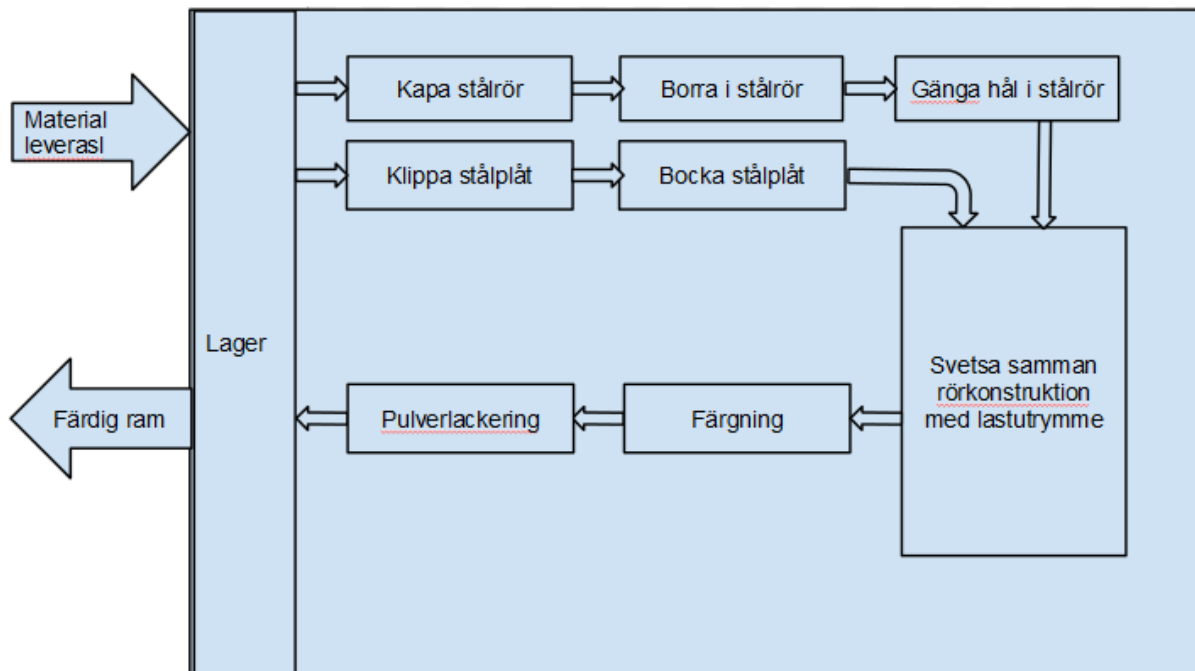 Kapa stålrör
Borra i stålrör
Gänga hål i stålrör
Material
leverasl
Klippa stålplåt
Bocka stålplåt
Lager
Svetsa samman
rörkonstruktion
med lastutrymme
Färdig ram
Pulverlackering
Färgning